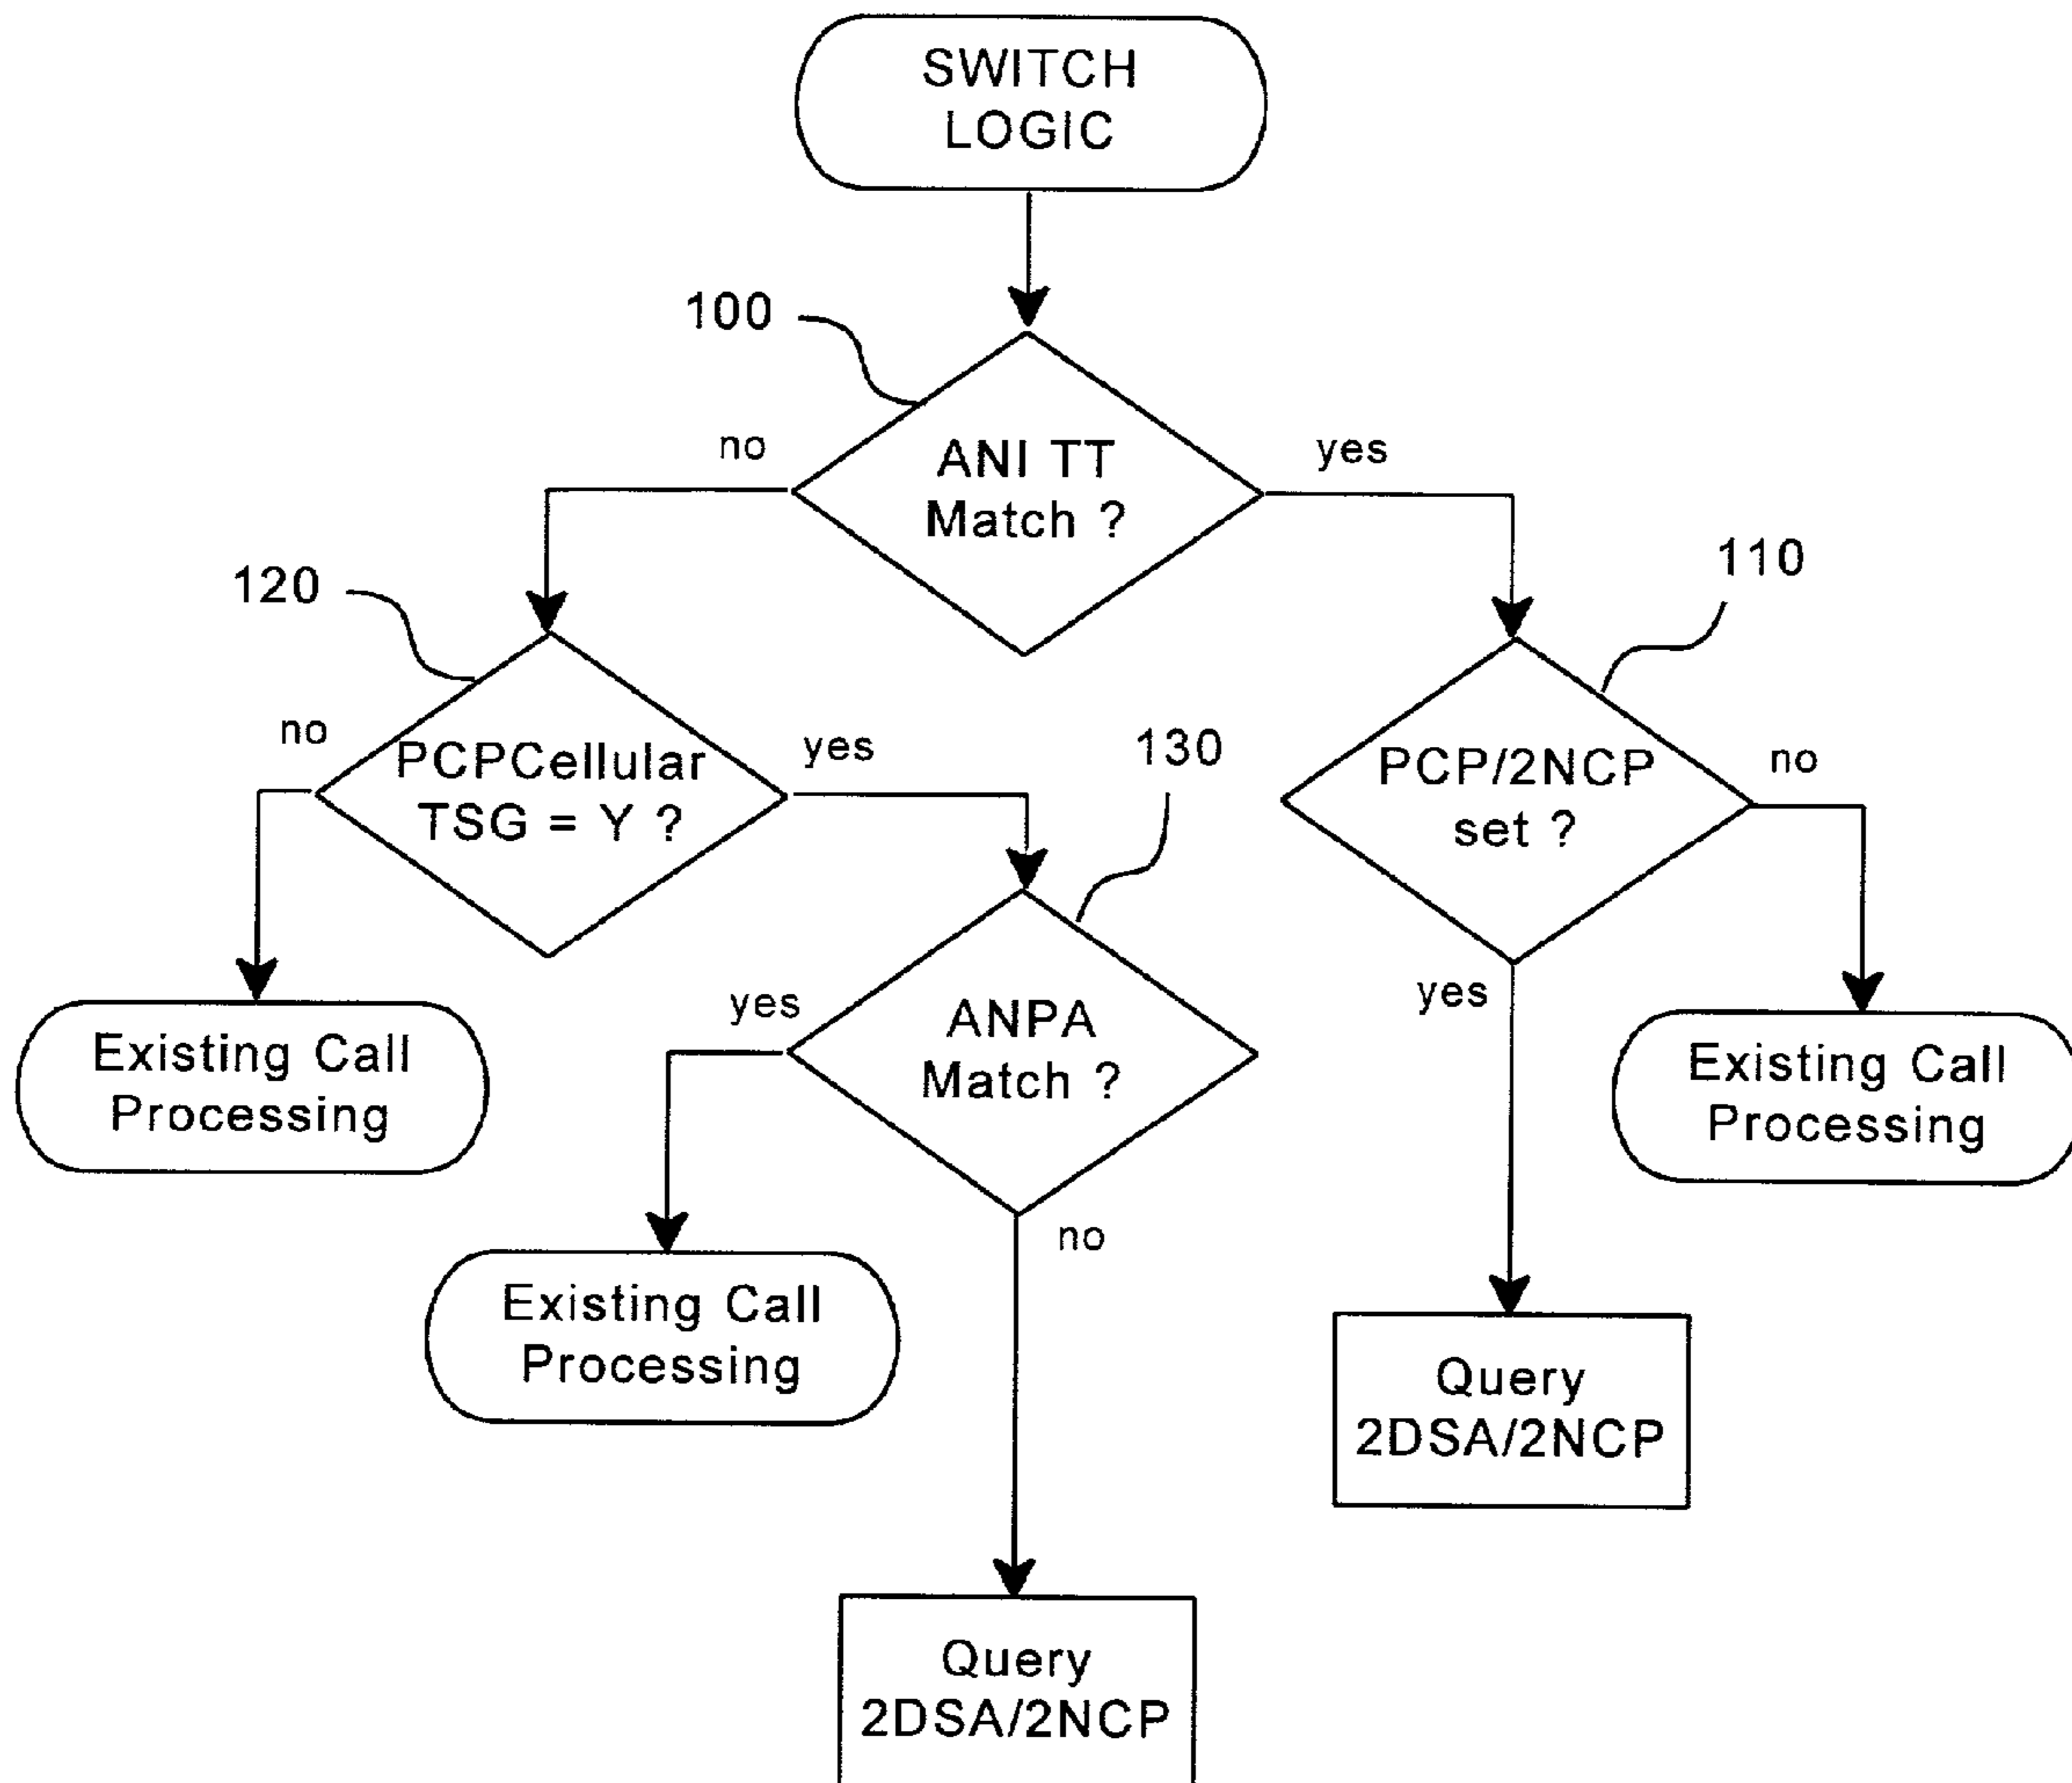 SWITCH
LOGIC
100
no
ANI TT
Match ?
yes
120
110
no
PCPCellular
TSG = Y ?
yes
130
PCP/2NCP
set ?
no
Existing Call
Processing
yes
ANPA
Match ?
no
yes
Existing Call
Processing
Existing Call
Processing
Query
2DSA/2NCP
Query
2DSA/2NCP